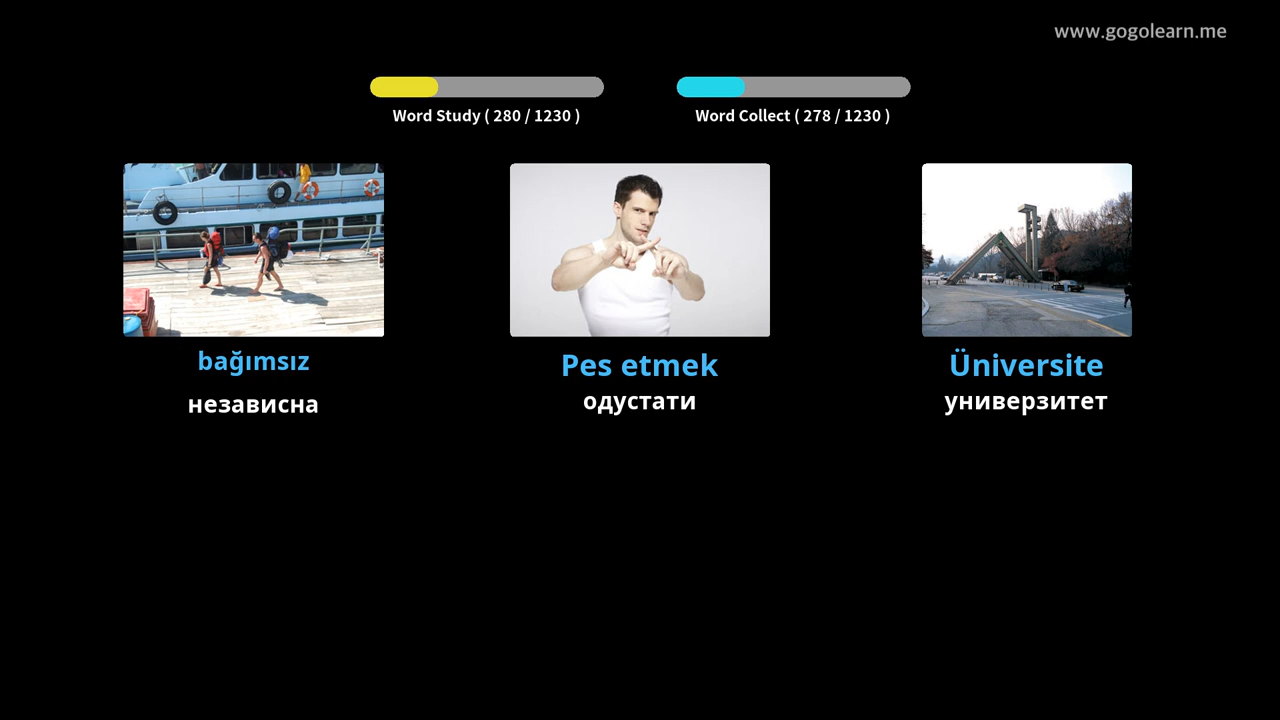 www.gogolearn.me
Word Study ( 280 / 1230 )
Word Collect ( 278 / 1230 )
bağımsız
независна
Pes etmek
одустати
Üniversite
универзитет